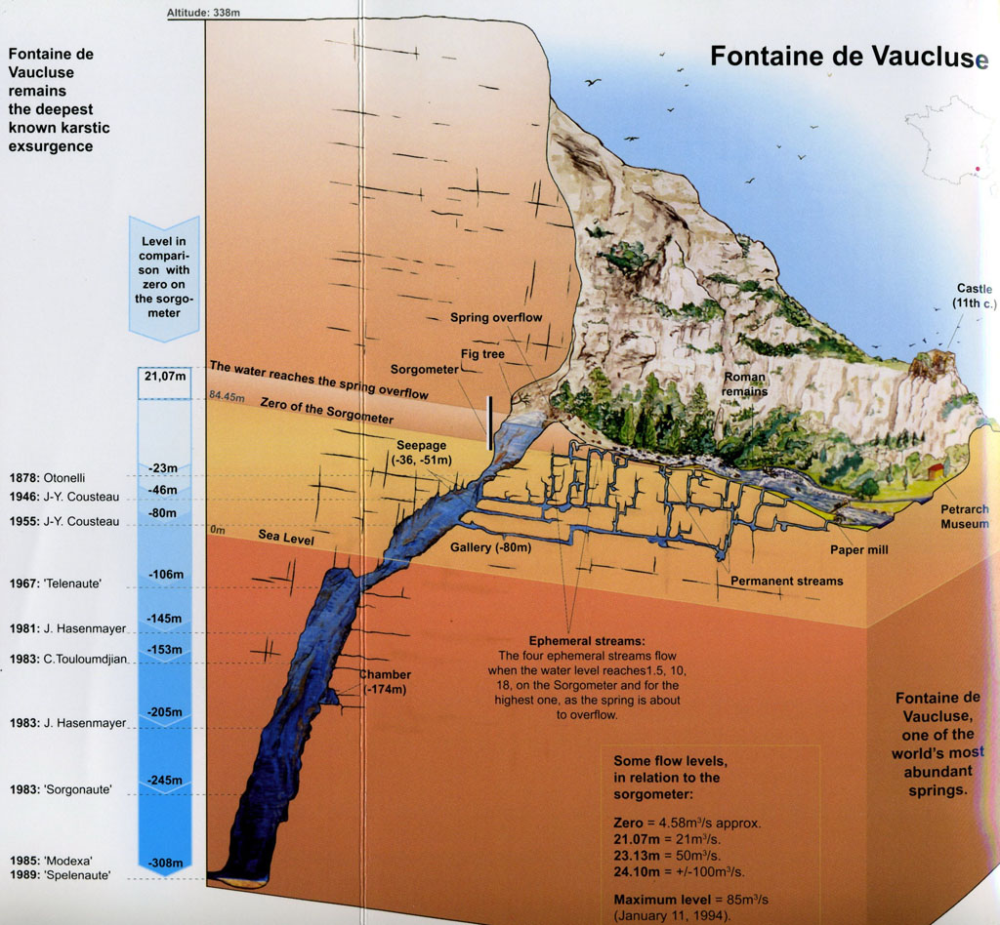 Altitude: 338m
Fontaine de
Vaucluse
remains
the deepest
known karstic
exsurgence
Fontaine de Vaucluse
Level in
compari-
son with
zero on
the sorgo-
meter
Castle
(11th c.)
Spring overflow
Fig tree
Sorgometer
Roman
remains
21,07m
The water reaches the spring overflow
84.45m
Zero of the Sorgometer
Seepage
(-36, -51m)
-23m
1878: Otonelli
-46m
1946: J-Y. Cousteau
-80m
1955: J-Y. Cousteau
0m
Sea Level
Gallery (-80m)
Petrarch
Museum
Paper mill
Permanent streams
-106m
1967: 'Telenaute'
-145m
1981: J. Hasenmayer
-153m
1983: C.Touloumdjian
Chamber
(-174m)
Ephemeral streams:
The four ephemeral streams flow
when the water level reaches1.5, 10,
18, on the Sorgometer and for the
highest one, as the spring is about
to overflow.
-205m
1983: J. Hasenmayer
-245m
1983: 'Sorgonaute'
-308m
1985: 'Modexa'
1989: 'Spelenaute'
Fontaine de
Vaucluse,
one of the
world's most
abundant
springs.
Some flow levels,
in relation to the
sorgometer:
Zero = 4.58m³/s approx.
21.07m = 21m³/s.
23.13m = 50m³/s.
24.10m = +/-100m³/s.
Maximum level = 85m³/s
(January 11, 1994).